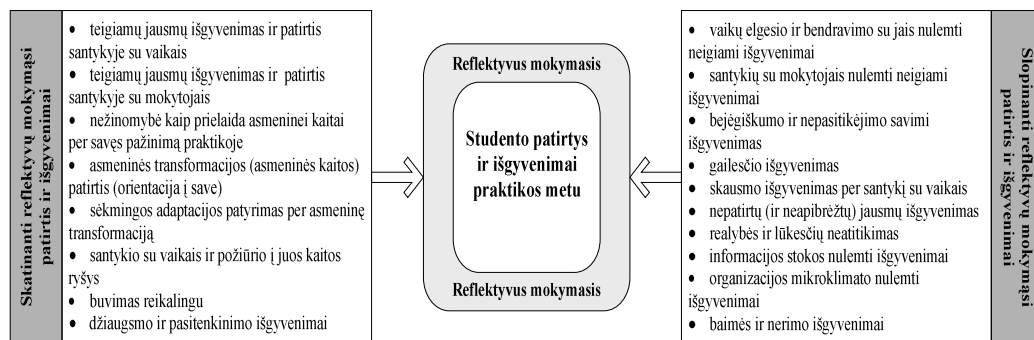 Skatinanti reflektyvų mokymąsi
patirtis ir išgyvenimai
• teigiamų jausmų išgyvenimas ir patirtis
santykyje su vaikais
• teigiamų jausmų išgyvenimas ir patirtis
santykyje su mokytojais
• nežinomybė kaip prielaida asmeninei kaitai
per savęs pažinimą praktikoje
• asmeninės transformacijos (asmeninės kaitos)
patirtis (orientacija į save)
• sėkmingos adaptacijos patyrimas per asmeninę
transformaciją
• santykio su vaikais ir požiūrio į juos kaitos
ryšys
• buvimas reikalingu
• džiaugsmo ir pasitenkinimo išgyvenimai
Reflektyvus mokymasis
Studento patirtys
ir išgyvenimai
praktikos metu
Reflektyvus mokymasis
• vaikų elgesio ir bendravimo su jais nulemti
neigiami išgyvenimai
• santykių su mokytojais nulemti neigiami
išgyvenimai
• bejėgiškumo ir nepasitikėjimo savimi
išgyvenimas
• gailesčio išgyvenimas
• skausmo išgyvenimas per santykį su vaikais
• nepatirtų (ir neapibrėžtų) jausmų išgyvenimas
• realybės ir lūkesčių neatitikimas
• informacijos stokos nulemti išgyvenimai
• organizacijos mikroklimato nulemti
išgyvenimai
• baimės ir nerimo išgyvenimai
Slopinanti reflektyvų mokymąsi
patirtis ir išgyvenimai